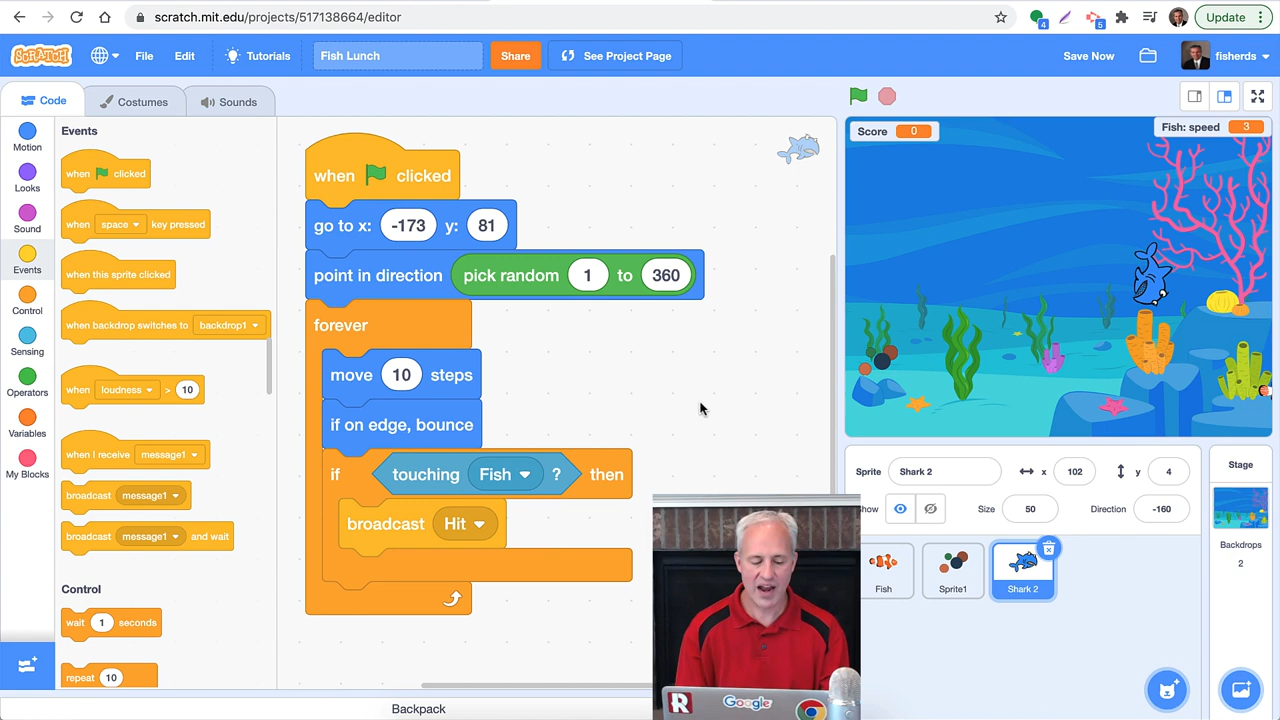 scratch.mit.edu/projects/517138664/editor
4
5
Update
SCRATCH
File
Edit
Tutorials
Fish Lunch
Share
See Project Page
Save Now
fisherds
Code
Costumes
Sounds
Motion
Looks
Sound
Events
Control
Sensing
Operators
Variables
My Blocks
Events
when clicked
when space key pressed
when this sprite clicked
when backdrop switches to backdrop1
when loudness > 10
when I receive message1
broadcast message1
broadcast message1 and wait
Control
wait 1 seconds
repeat 10
when clicked
go to x: -173 y: 81
point in direction pick random 1 to 360
forever
move 10 steps
if on edge, bounce
if touching Fish ? then
broadcast Hit
Backpack
Score 0
Fish: speed 3
Sprite Shark 2 x 102 y 4
how Size 50 Direction -160
Fish
Sprite1
Shark 2
Stage
Backdrops
2
R
Google